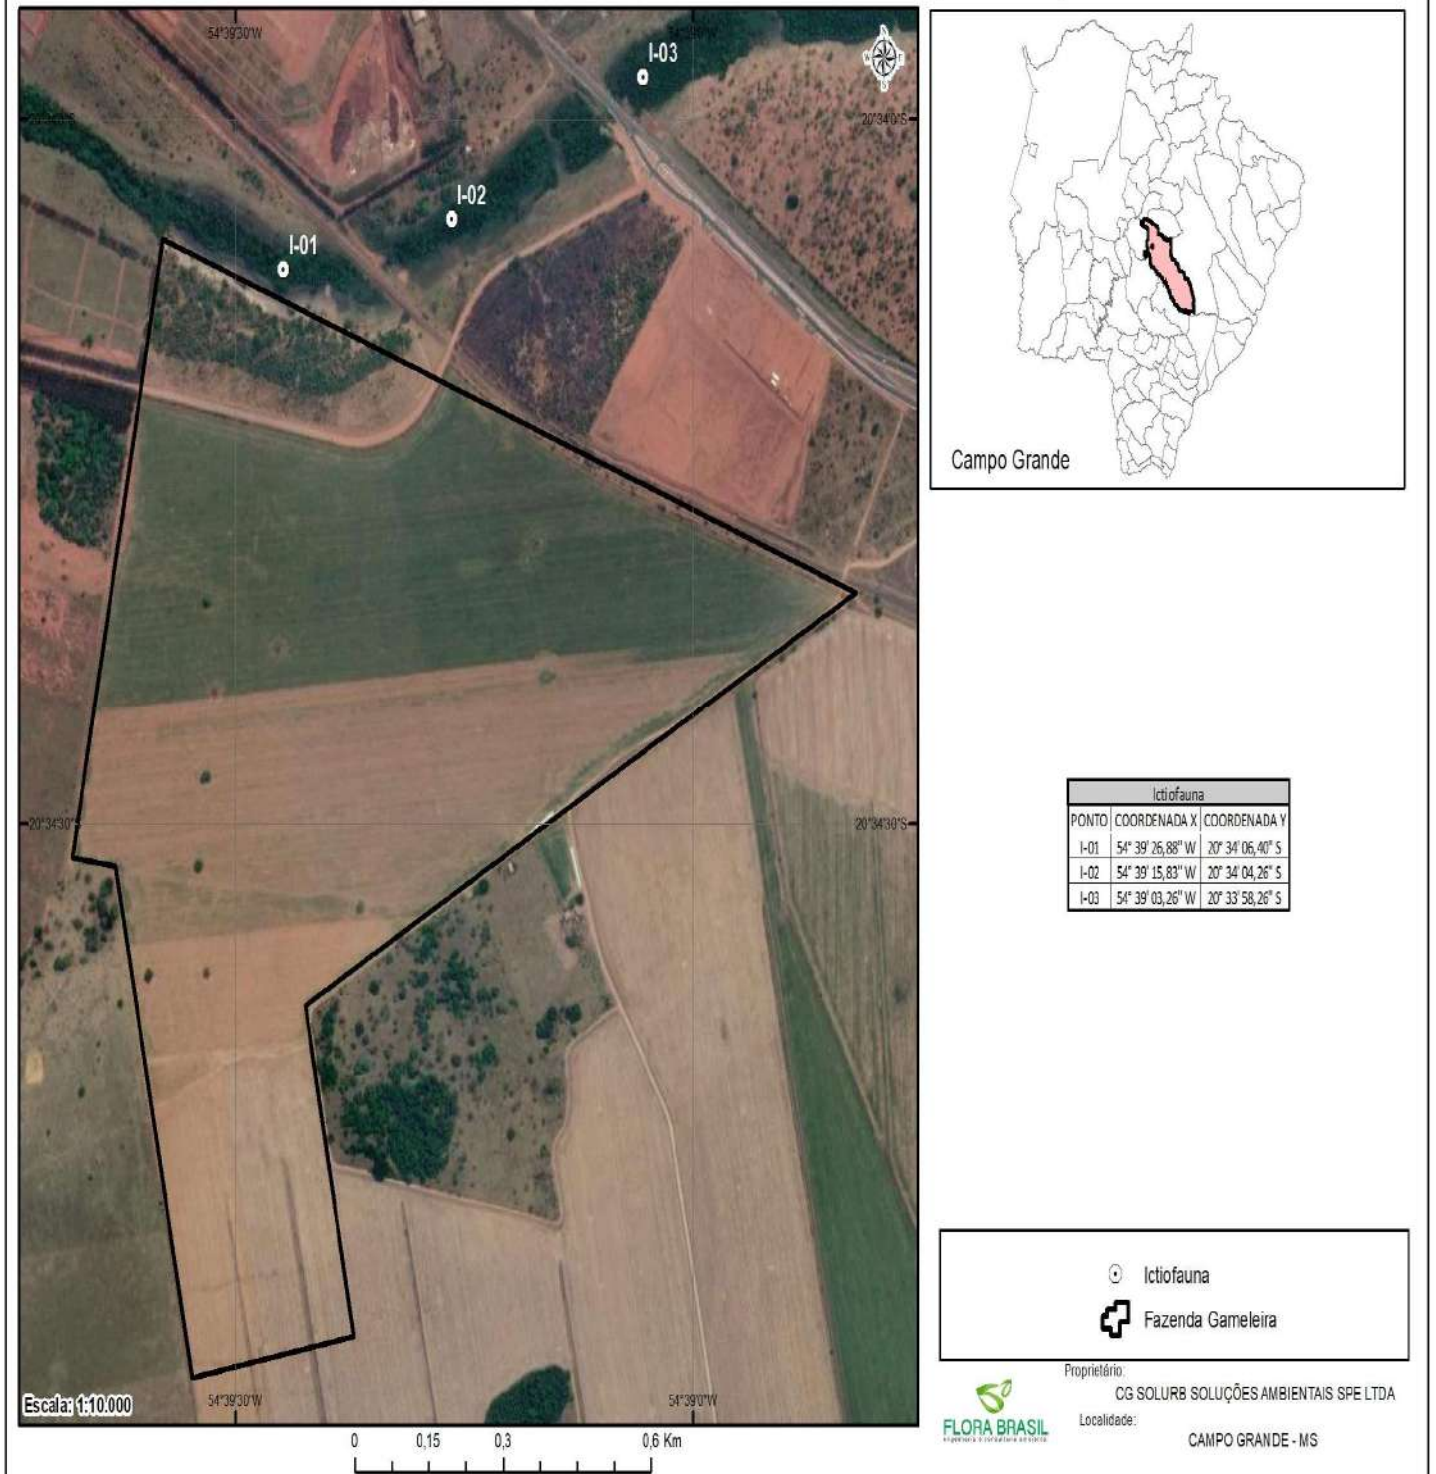 54°39'30"W
I-03
20°34'0"S
I-02
I-01
20°34'30"S
20°34'30"S
Escala: 1:10.000
54°39'30"W
54°39'0"W
0 0,15 0,3 0,6 Km
Campo Grande
Ictiofauna
PONTO COORDENADA X COORDENADA Y
I-01 54° 39' 26,88" W 20° 34' 06,40" S
I-02 54° 39' 15,83" W 20° 34' 04,26" S
I-03 54° 39' 03,26" W 20° 33' 58,26" S
Ictiofauna
Fazenda Gameleira
FLORA BRASIL
Proprietário:
CG SOLURB SOLUÇÕES AMBIENTAIS SPE LTDA
Localidade:
CAMPO GRANDE - MS